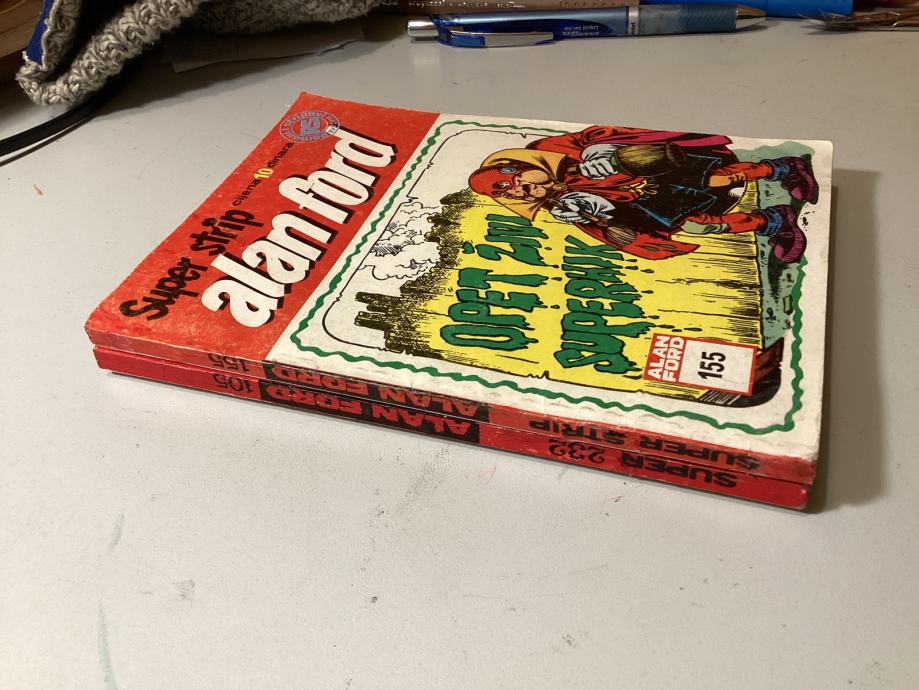 Super strip
cijena 10 dinara
alan ford
OPET ŽIVI
SUPERHIK
ALAN
FORD
155
155
ALAN FORD
SUPER STRIP
105
ALAN FORD
232
SUPER